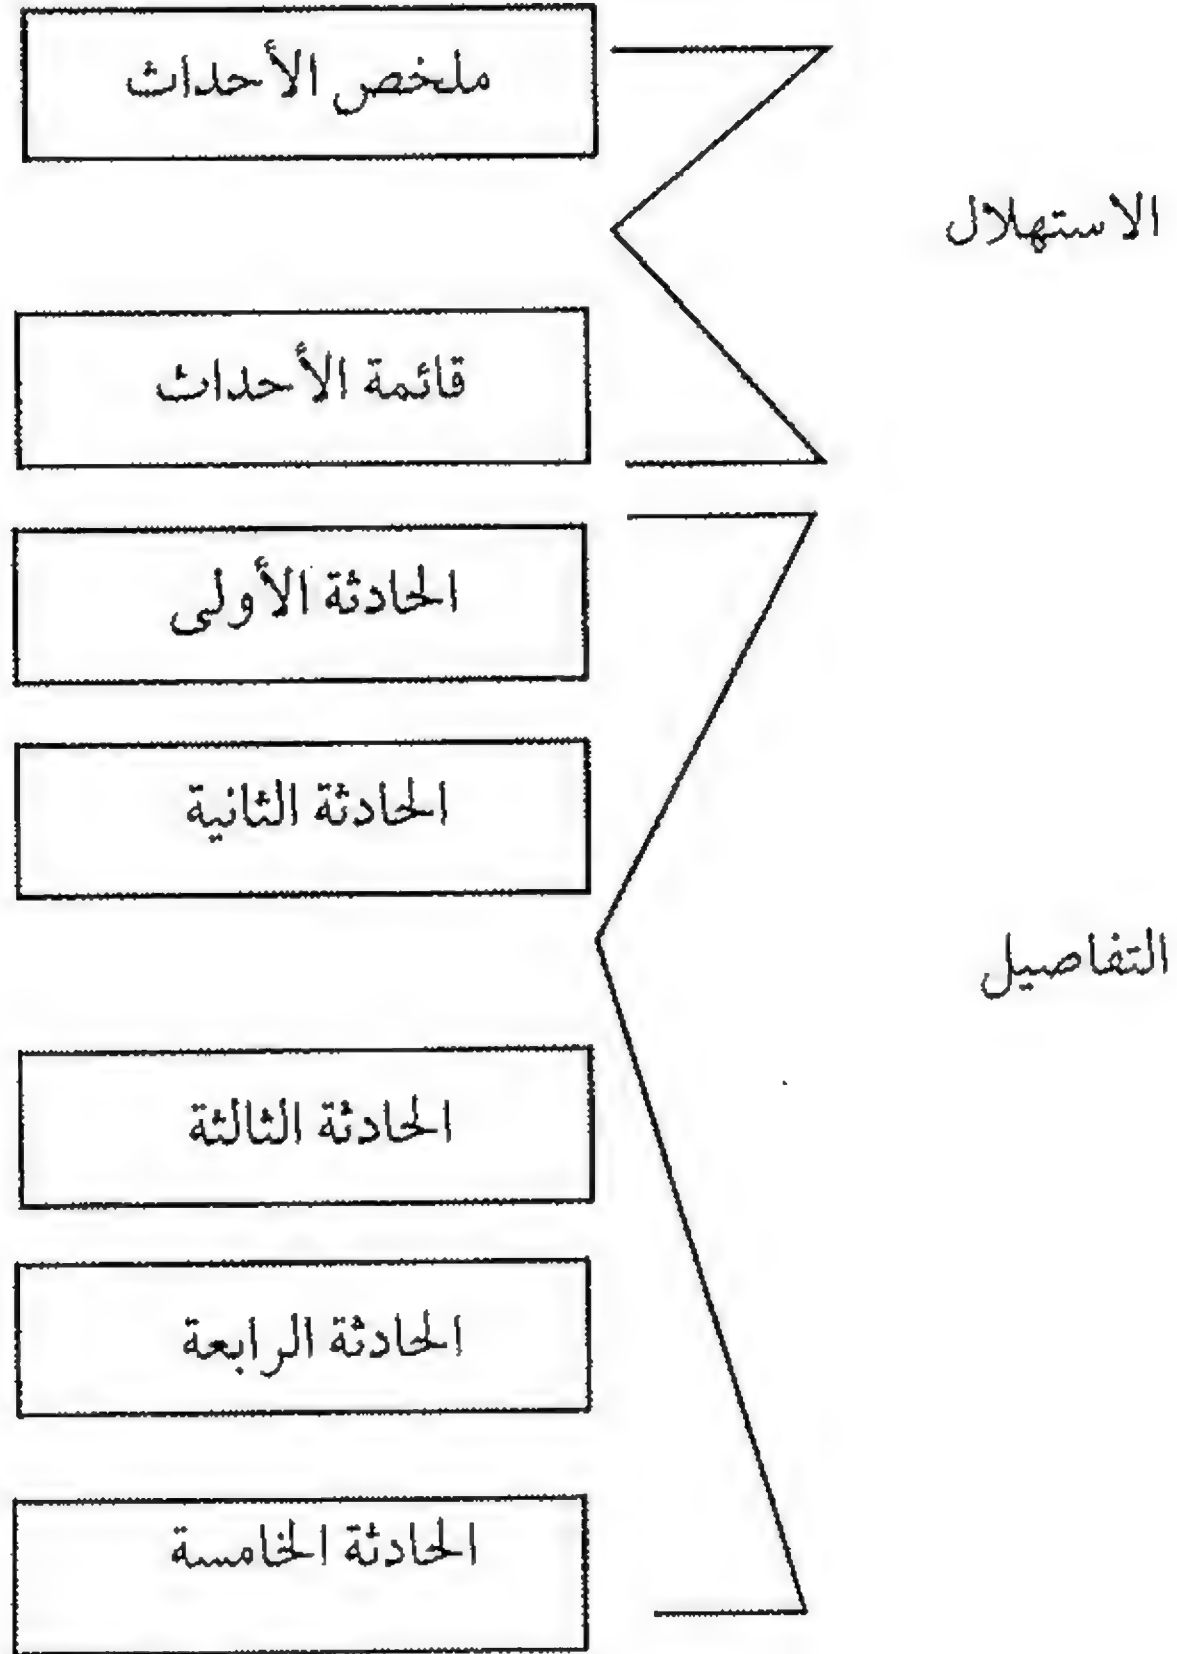 ملخص الأحداث
الاستهلال
قائمة الأحداث
الحادثة الأولى
الحادثة الثانية
التفاصيل
الحادثة الثالثة
الحادثة الرابعة
الحادثة الخامسة